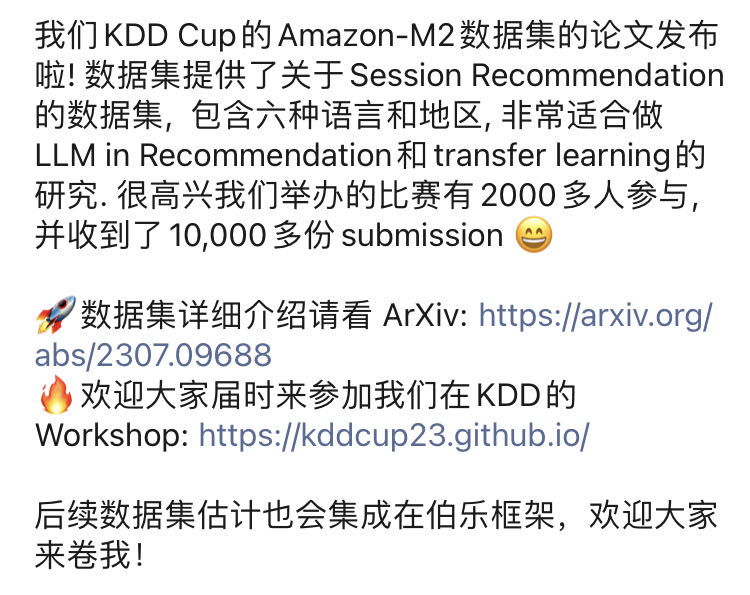 我们KDD Cup的Amazon-M2数据集的论文发布
啦! 数据集提供了关于Session Recommendation
的数据集，包含六种语言和地区, 非常适合做
LLM in Recommendation和transfer learning的
研究. 很高兴我们举办的比赛有2000多人参与，
并收到了10,000多份submission 😄
🚀数据集详细介绍请看 ArXiv: https://arxiv.org/
abs/2307.09688
🔥欢迎大家届时来参加我们在KDD的
Workshop: https://kddcup23.github.io/
后续数据集估计也会集成在伯乐框架，欢迎大家
来卷我！